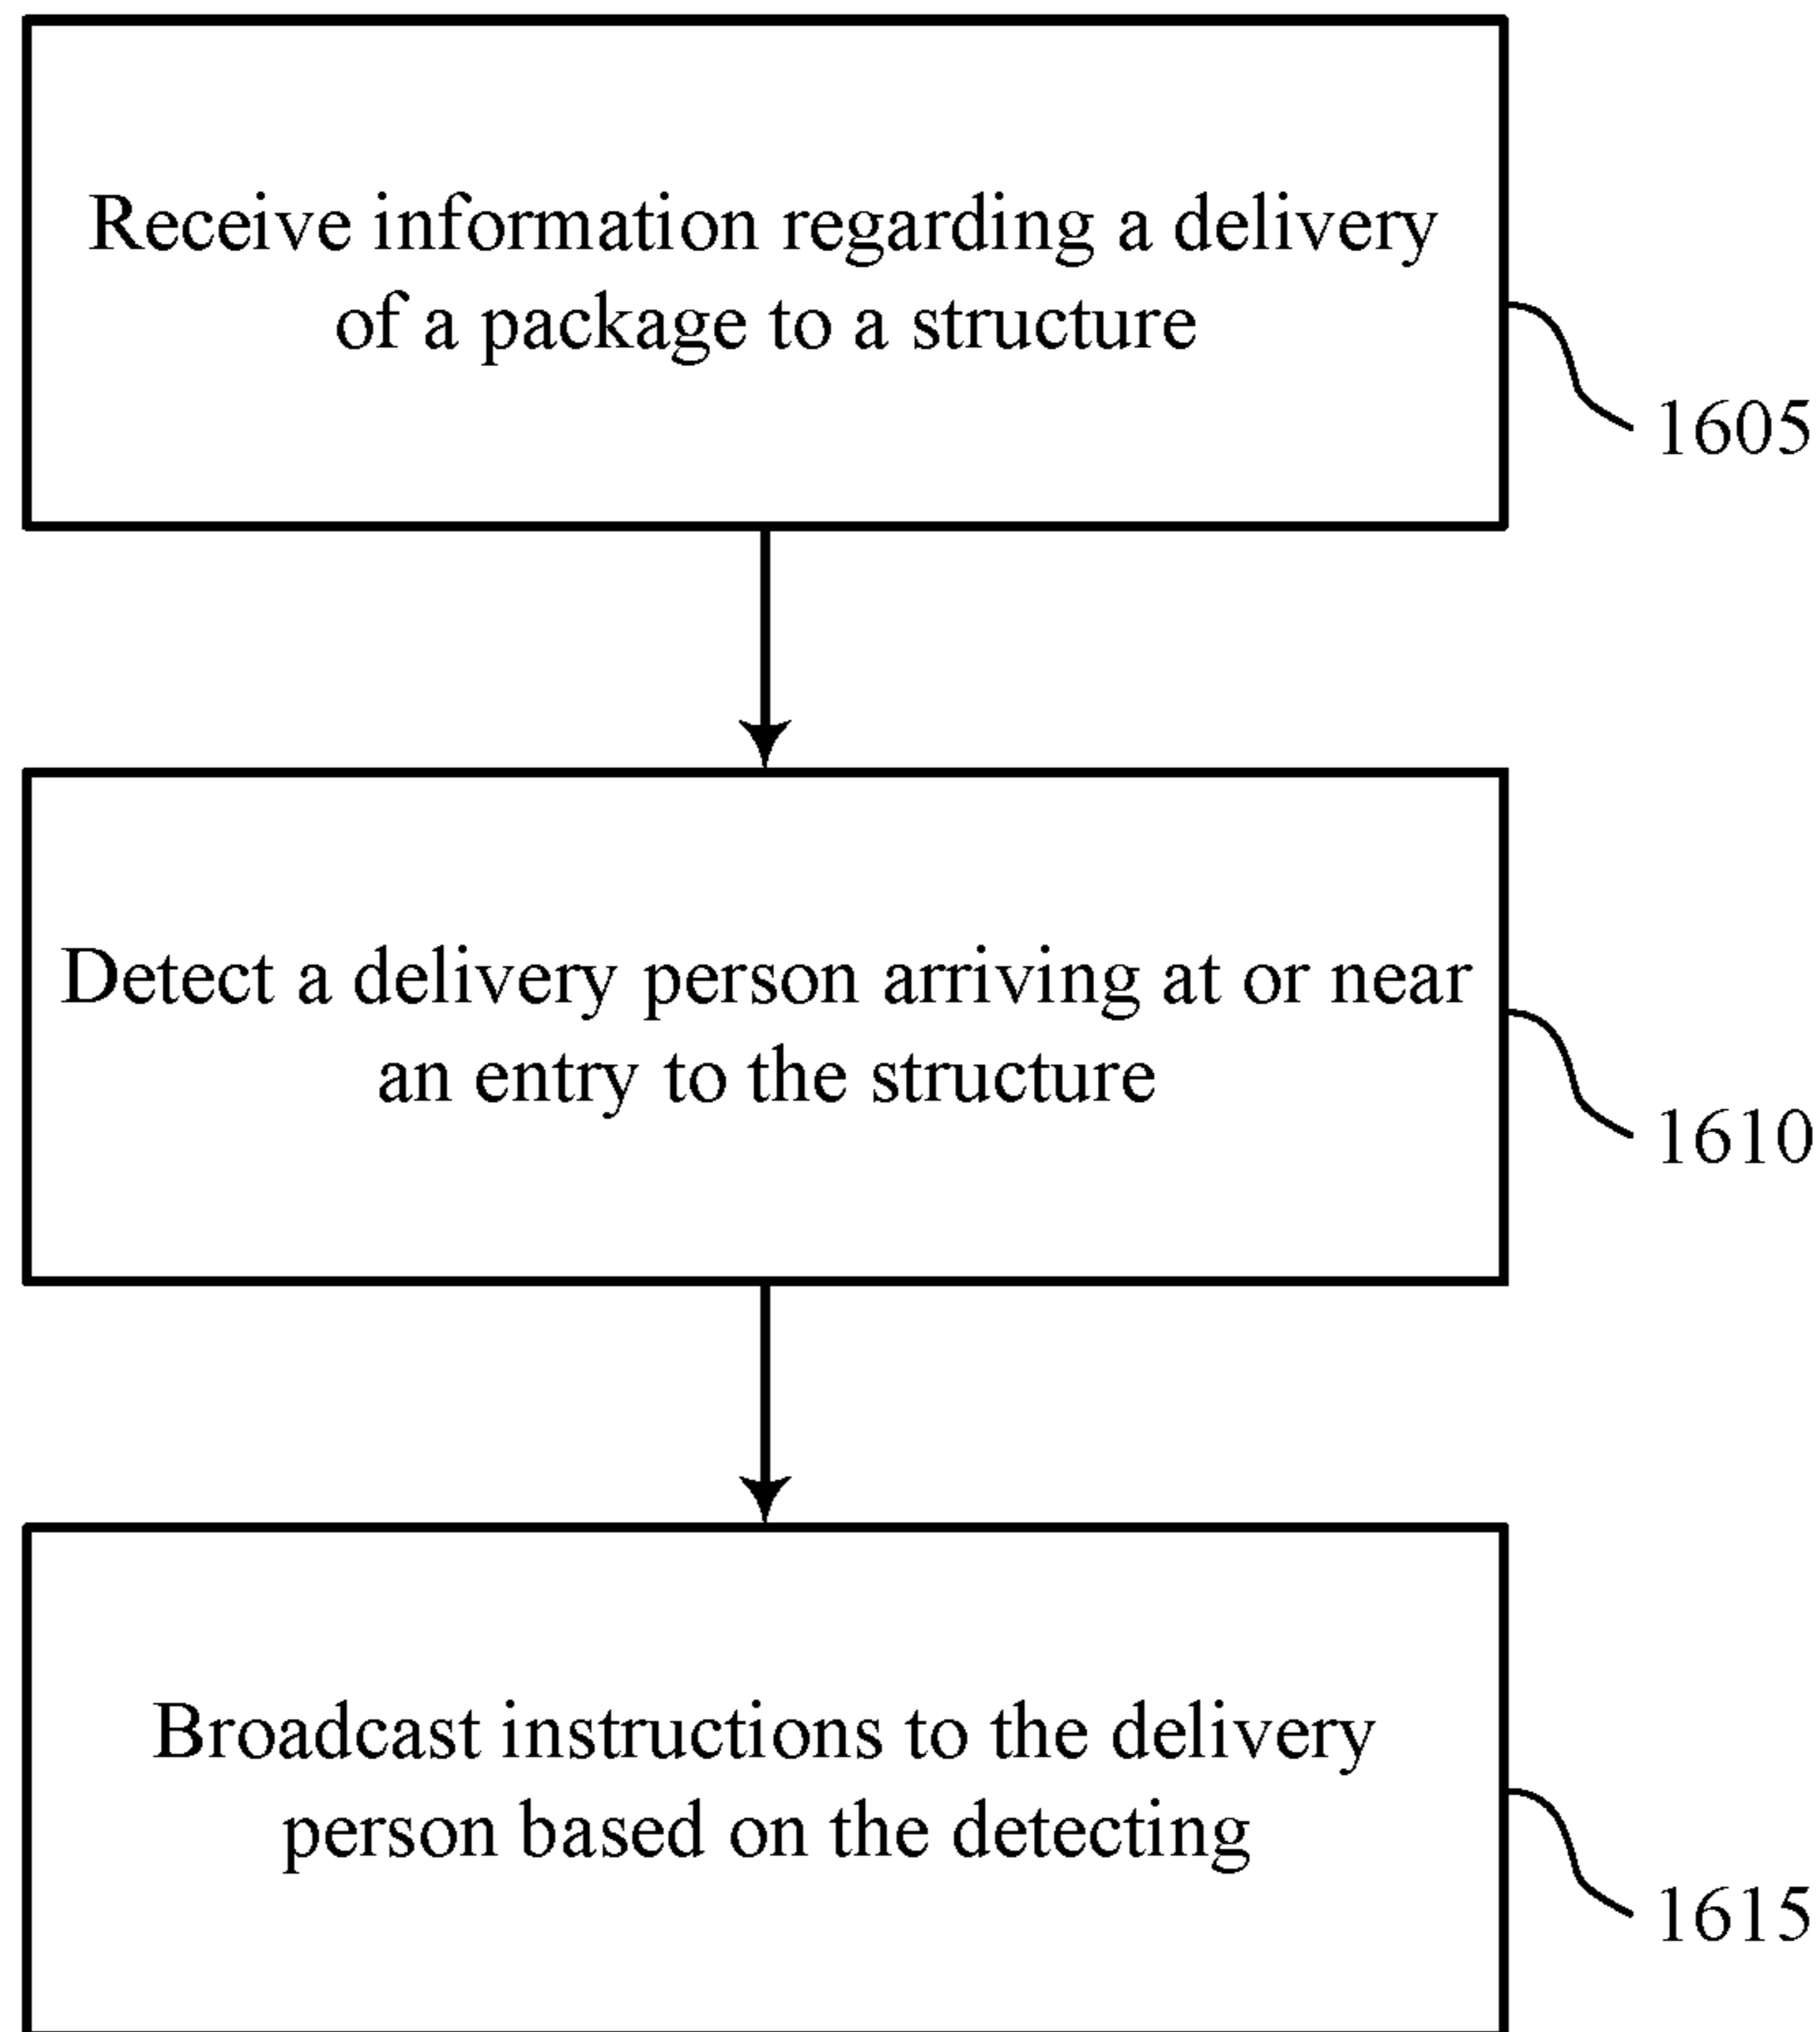 Receive information regarding a delivery
of a package to a structure
1605
Detect a delivery person arriving at or near
an entry to the structure
1610
Broadcast instructions to the delivery
person based on the detecting
1615